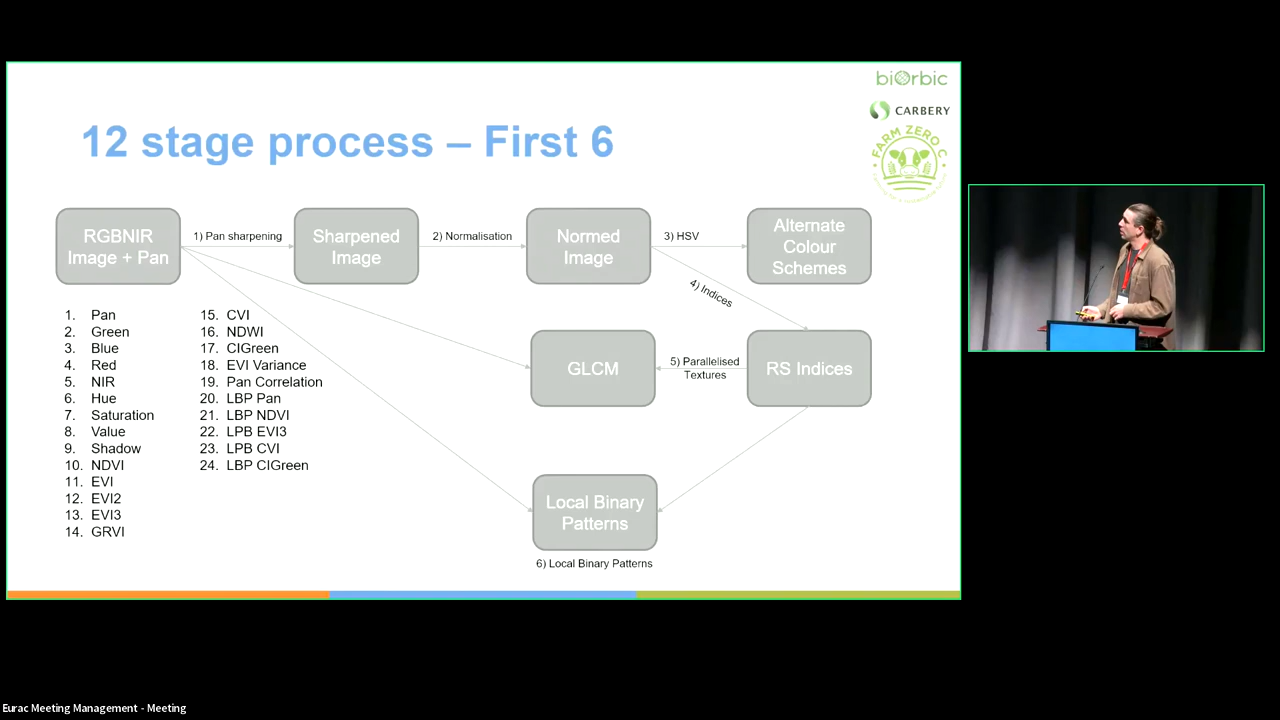 biOrbic
CARBERY
FARM ZERO C
12 stage process – First 6
RGBNIR
Image + Pan
1) Pan sharpening
Sharpened
Image
2) Normalisation
Normed
Image
3) HSV
Alternate
Colour
Schemes
4) Indices
GLCM
5) Parallelised
Textures
RS Indices
Local Binary
Patterns
6) Local Binary Patterns
1. Pan
2. Green
3. Blue
4. Red
5. NIR
6. Hue
7. Saturation
8. Value
9. Shadow
10. NDVI
11. EVI
12. EVI2
13. EVI3
14. GRVI
15. CVI
16. NDWI
17. CIGreen
18. EVI Variance
19. Pan Correlation
20. LBP Pan
21. LBP NDVI
22. LPB EVI3
23. LPB CVI
24. LBP CIGreen
Eurac Meeting Management - Meeting